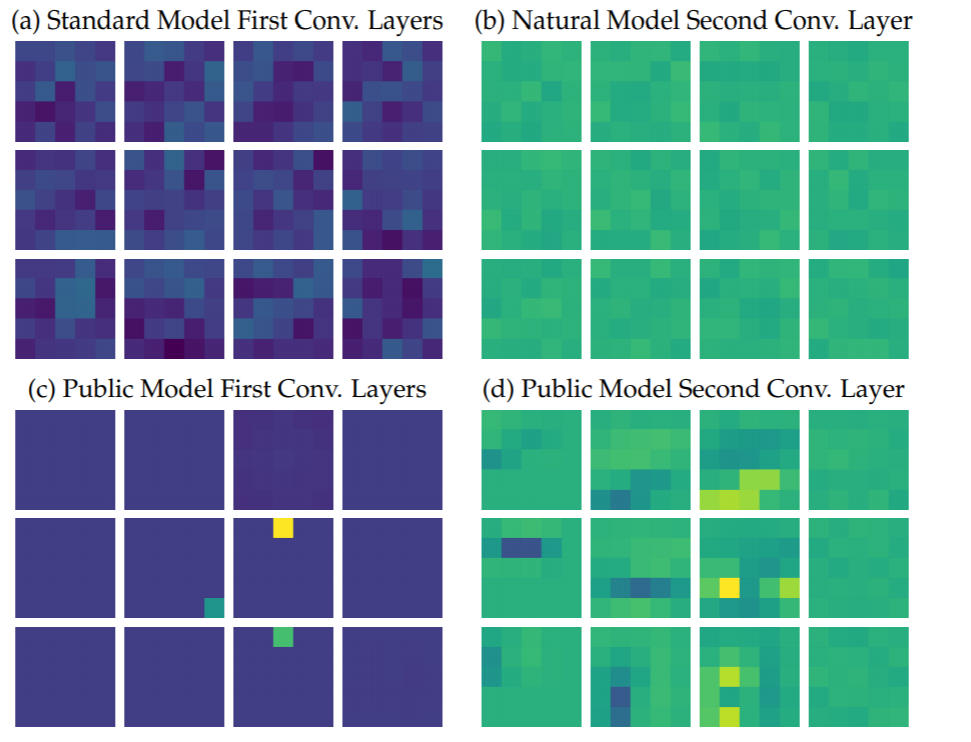 (a) Standard Model First Conv. Layers
(b) Natural Model Second Conv. Layer
(c) Public Model First Conv. Layers
(d) Public Model Second Conv. Layer